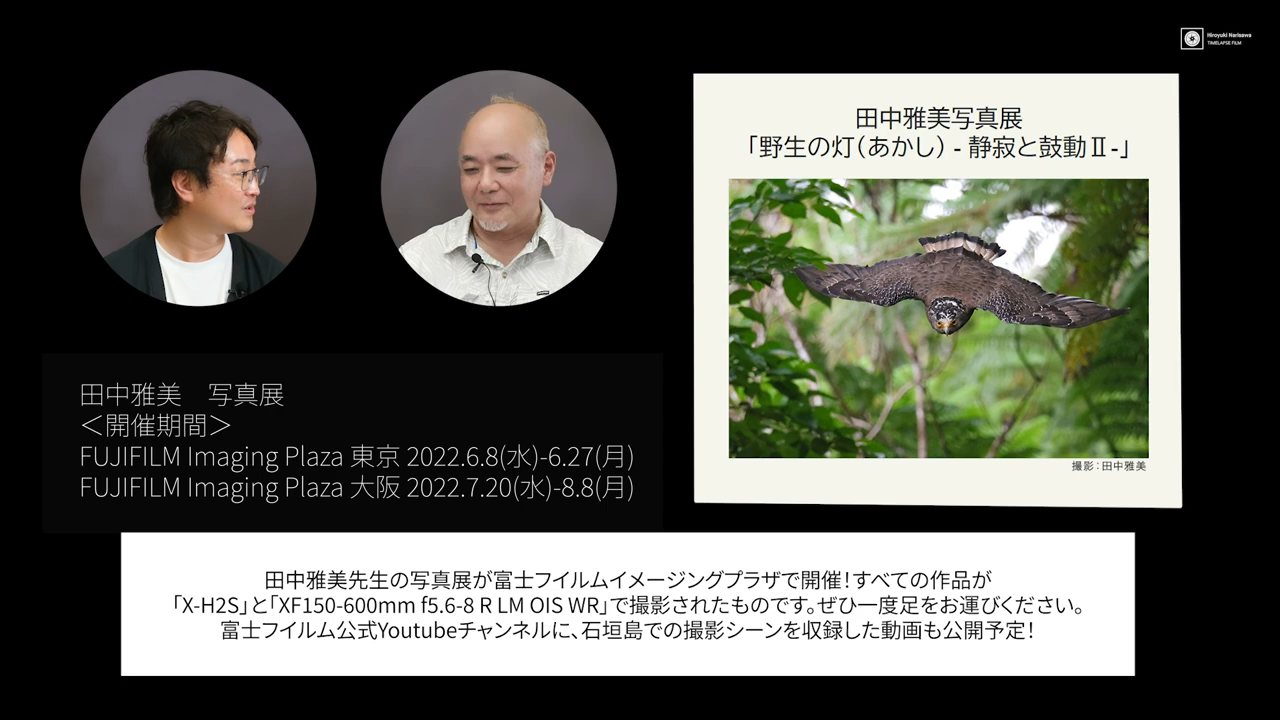 Hiroyuki Narisawa
TIMELAPSE FILM
田中雅美写真展
「野生の灯(あかし) - 静寂と鼓動Ⅱ-」
撮影:田中雅美
田中雅美 写真展
<開催期間>
FUJIFILM Imaging Plaza 東京 2022.6.8(水)-6.27(月)
FUJIFILM Imaging Plaza 大阪 2022.7.20(水)-8.8(月)
田中雅美先生の写真展が富士フイルムイメージングプラザで開催!すべての作品が
「X-H2S」と「XF150-600mm f5.6-8 R LM OIS WR」で撮影されたものです。ぜひ一度足をお運びください。
富士フイルム公式Youtubeチャンネルに、石垣島での撮影シーンを収録した動画も公開予定!